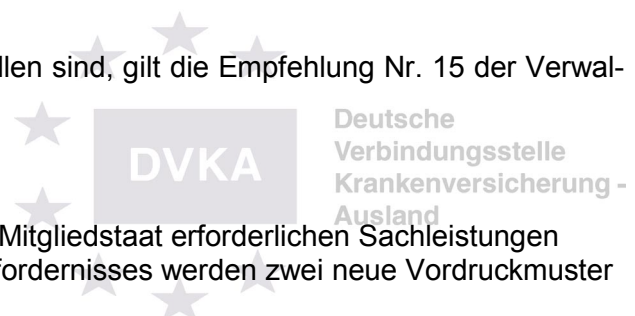 llen sind, gilt die Empfehlung Nr. 15 der Verwal-
DVKA
Deutsche
Verbindungsstelle
Krankenversicherung -
Ausland
Mitgliedstaat erforderlichen Sachleistungen
fordernisses werden zwei neue Vordruckmuster